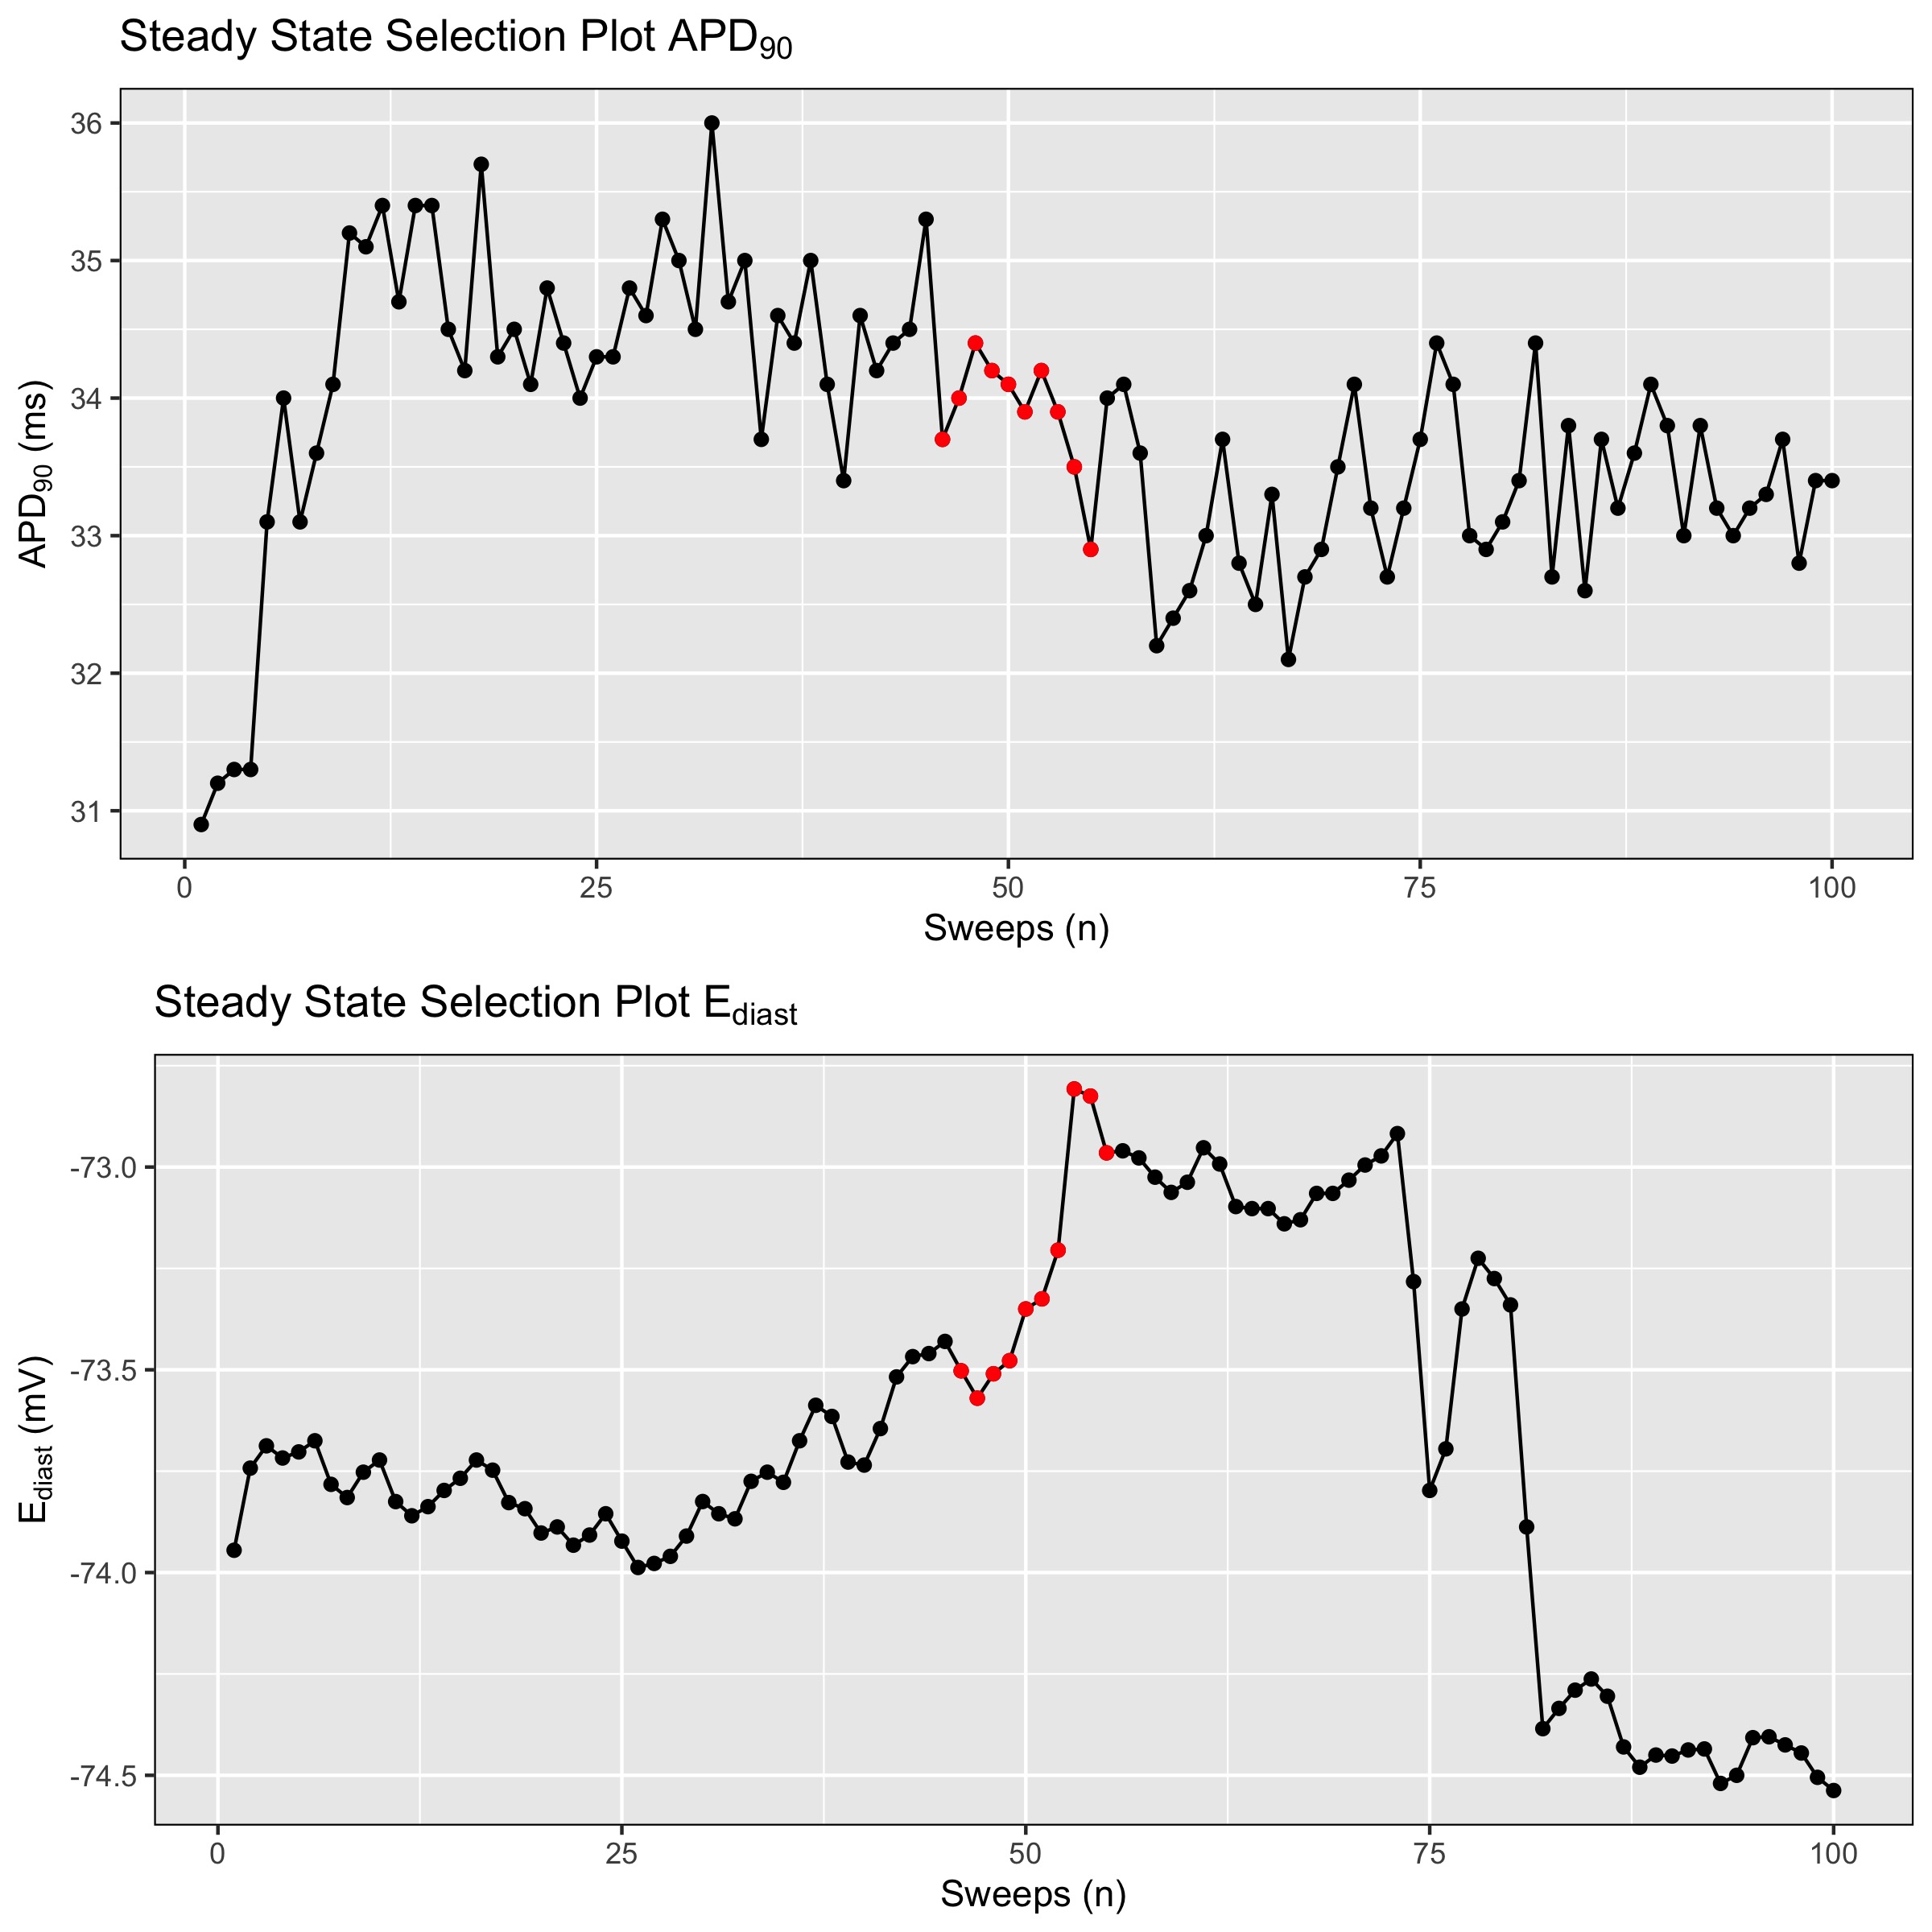 Steady State Selection Plot APD90
36
35
34
33
32
31
APD90 (ms)
0 25 50 75 100
Sweeps (n)
Steady State Selection Plot Ediast
-73.0
-73.5
-74.0
-74.5
Ediast (mV)
0 25 50 75 100
Sweeps (n)